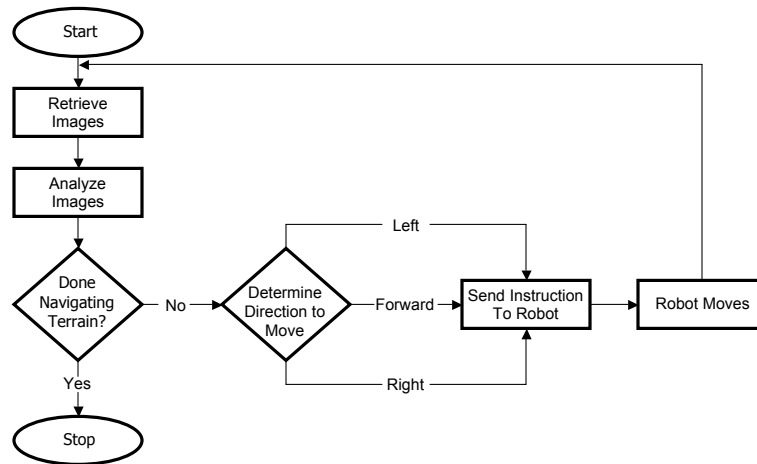 Start
Retrieve
Images
Analyze
Images
Done
Navigating
Terrain?
No
Determine
Direction to
Move
Left
Forward
Right
Send Instruction
To Robot
Robot Moves
Yes
Stop